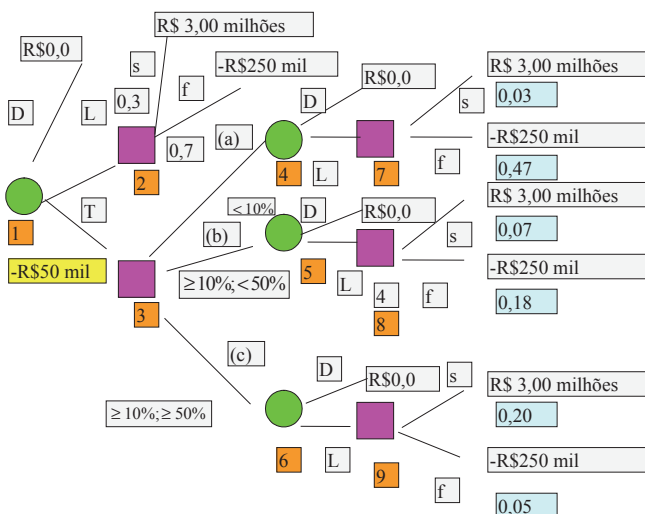 R$ 3,00 milhões
R$0,0
s
-R$250 mil
f
D
L
0,3
0,7
(a)
2
1
T
-R$50 mil
3
D
R$0,0
4
L
7
s
f
R$ 3,00 milhões
0,03
-R$250 mil
0,47
<10%
D
R$0,0
(b)
≥10%;<50%
5
L
4
8
s
f
R$ 3,00 milhões
0,07
-R$250 mil
0,18
(c)
≥10%;≥50%
D
R$0,0
6
L
9
s
f
R$ 3,00 milhões
0,20
-R$250 mil
0,05